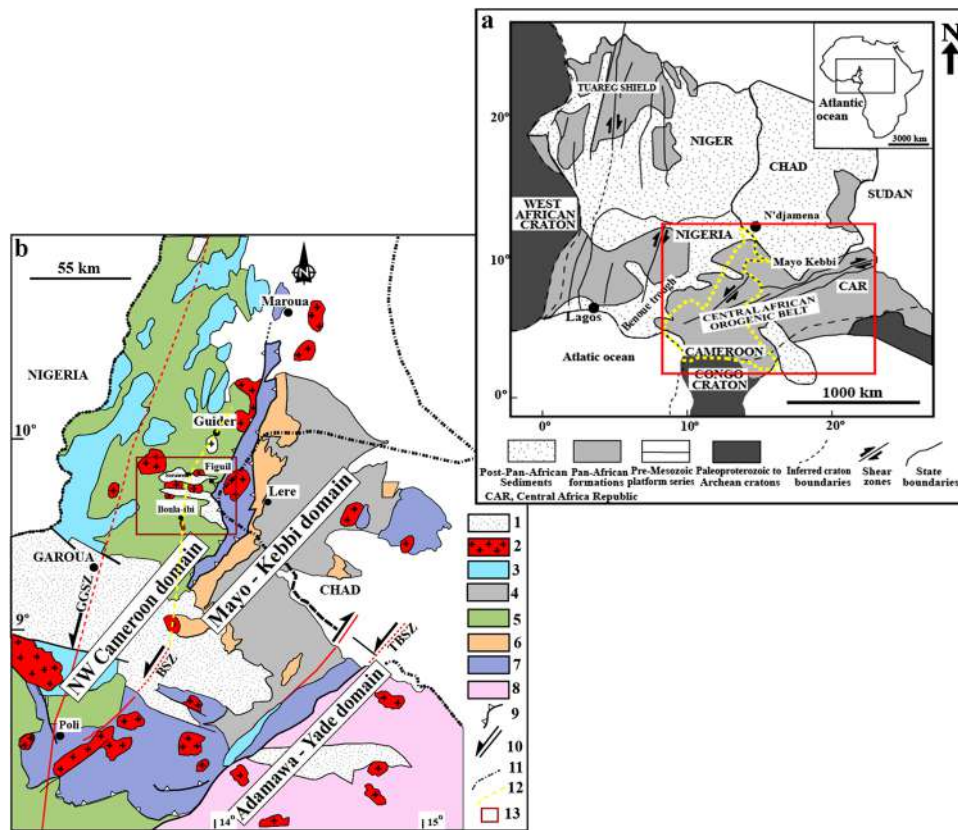 a
N
TUAREG SHIELD
Atlantic
ocean
3000 km
20°
NIGER
CHAD
SUDAN
WEST
AFRICAN
CRATON
N'djamena
NIGERIA
10°
Mayo Kebbi
CAR
Benoue trough
CENTRAL AFRICAN
OROGENIC BELT
Lagos
Atlatic ocean
CAMEROON
CONGO
CRATON
1000 km
0°
0°
10°
20°
Post-Pan-African
Sediments
Pan-African
formations
Pre-Mesozoic
platform series
Paleoproterozoic to
Archean cratons
Inferred craton
boundaries
Shear
zones
State
boundaries
CAR, Central Africa Republic
b
55 km
N
Maroua
NIGERIA
10°
Guider
Figuil
Lere
Boula-ibi
GAROUA
GGSZ
NW Cameroon domain
Mayo - Kebbi domain
CHAD
9°
BSZ
TBSZ
Poli
Adamawa - Yade domain
14°
15°
1
2
3
4
5
6
7
8
9
10
11
12
13